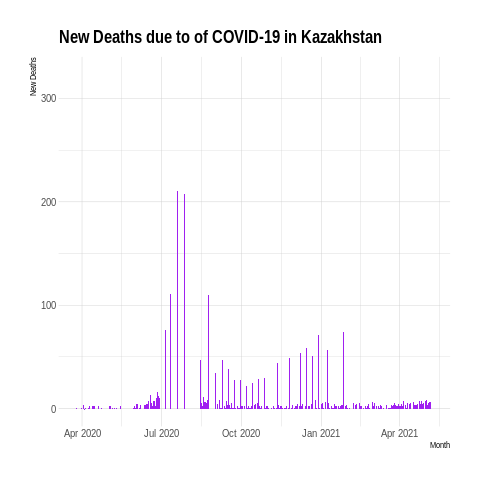 New Deaths due to of COVID-19 in Kazakhstan
New Deaths
300
200
100
0
Apr 2020 Jul 2020 Oct 2020 Jan 2021 Apr 2021
Month